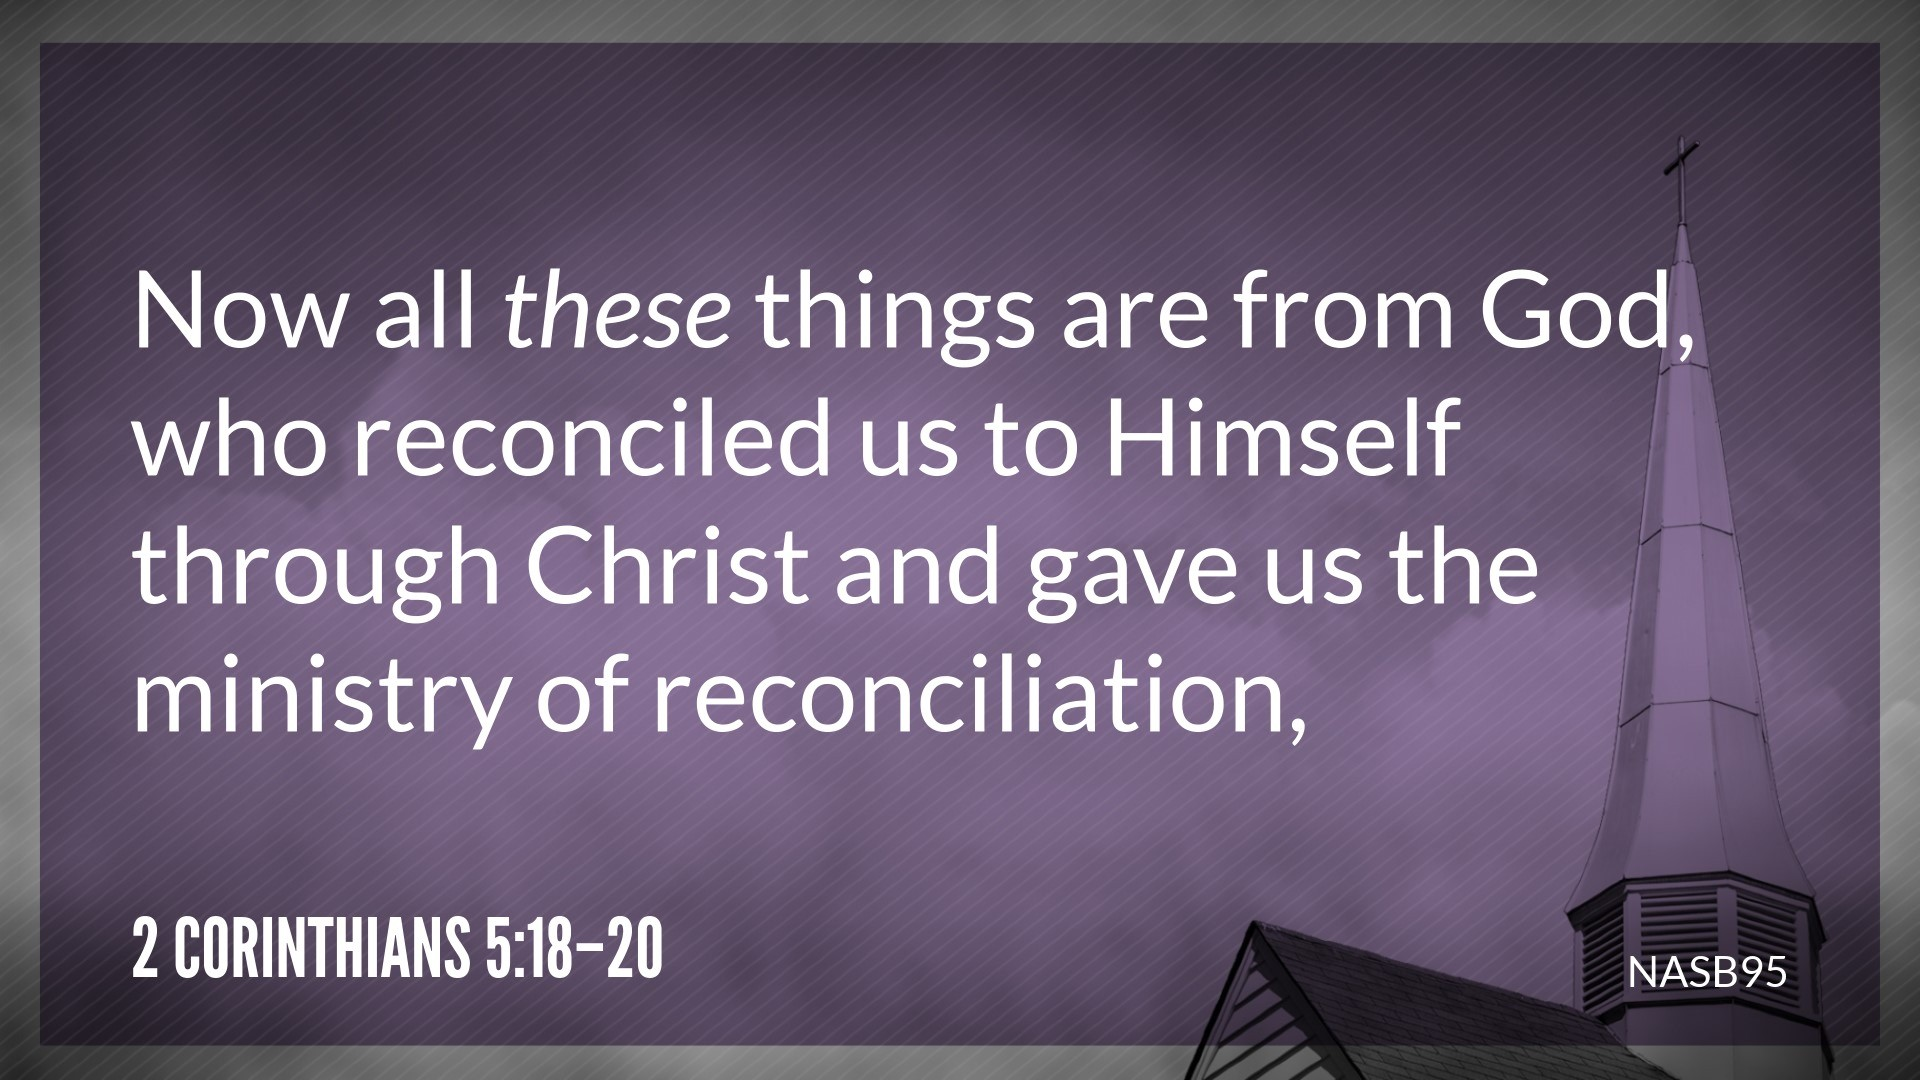 Now all these things are from God,
who reconciled us to Himself
through Christ and gave us the
ministry of reconciliation,
2 CORINTHIANS 5:18–20
NASB95